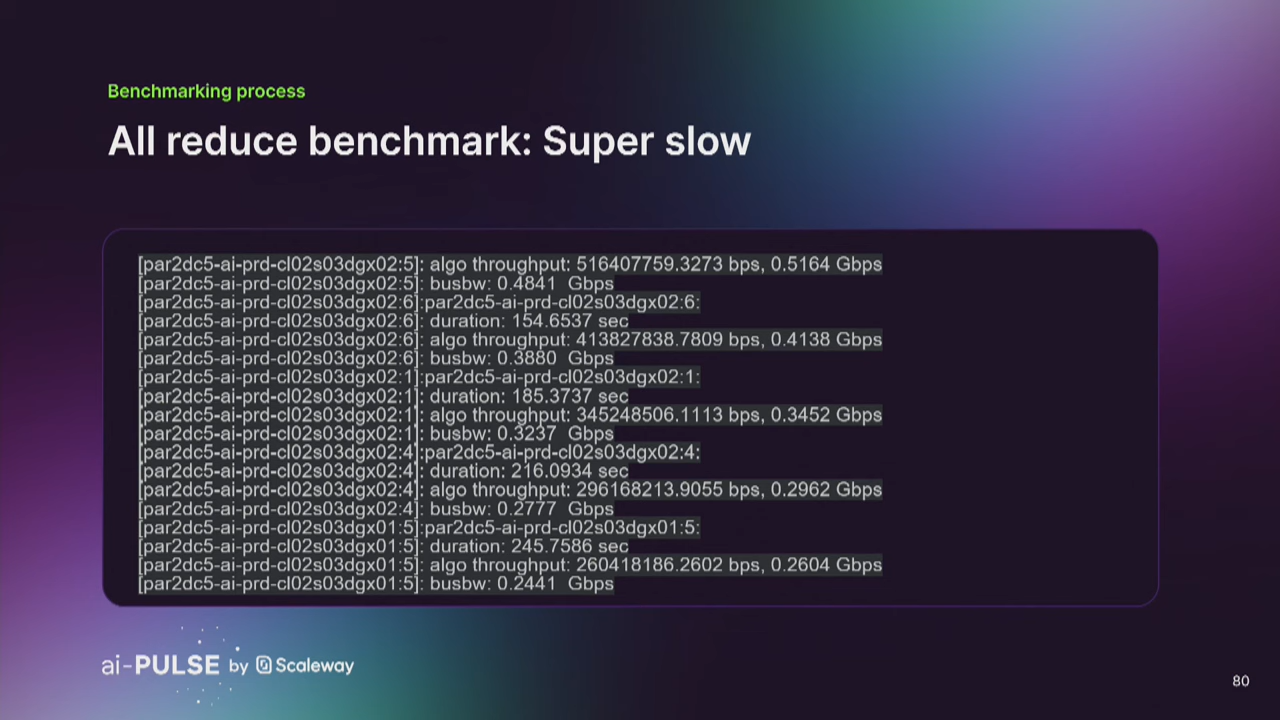 Benchmarking process
All reduce benchmark: Super slow
[par2dc5-ai-prd-cl02s03dgx02:5]: algo throughput: 516407759.3273 bps, 0.5164 Gbps
[par2dc5-ai-prd-cl02s03dgx02:5]: busbw: 0.4841  Gbps
[par2dc5-ai-prd-cl02s03dgx02:6]:par2dc5-ai-prd-cl02s03dgx02:6:
[par2dc5-ai-prd-cl02s03dgx02:6]: duration: 154.6537 sec
[par2dc5-ai-prd-cl02s03dgx02:6]: algo throughput: 413827838.7809 bps, 0.4138 Gbps
[par2dc5-ai-prd-cl02s03dgx02:6]: busbw: 0.3880  Gbps
[par2dc5-ai-prd-cl02s03dgx02:1]:par2dc5-ai-prd-cl02s03dgx02:1:
[par2dc5-ai-prd-cl02s03dgx02:1]: duration: 185.3737 sec
[par2dc5-ai-prd-cl02s03dgx02:1]: algo throughput: 345248506.1113 bps, 0.3452 Gbps
[par2dc5-ai-prd-cl02s03dgx02:1]: busbw: 0.3237  Gbps
[par2dc5-ai-prd-cl02s03dgx02:4]:par2dc5-ai-prd-cl02s03dgx02:4:
[par2dc5-ai-prd-cl02s03dgx02:4]: duration: 216.0934 sec
[par2dc5-ai-prd-cl02s03dgx02:4]: algo throughput: 296168213.9055 bps, 0.2962 Gbps
[par2dc5-ai-prd-cl02s03dgx02:4]: busbw: 0.2777  Gbps
[par2dc5-ai-prd-cl02s03dgx01:5]:par2dc5-ai-prd-cl02s03dgx01:5:
[par2dc5-ai-prd-cl02s03dgx01:5]: duration: 245.7586 sec
[par2dc5-ai-prd-cl02s03dgx01:5]: algo throughput: 260418186.2602 bps, 0.2604 Gbps
[par2dc5-ai-prd-cl02s03dgx01:5]: busbw: 0.2441  Gbps
ai-PULSE by Scaleway
80